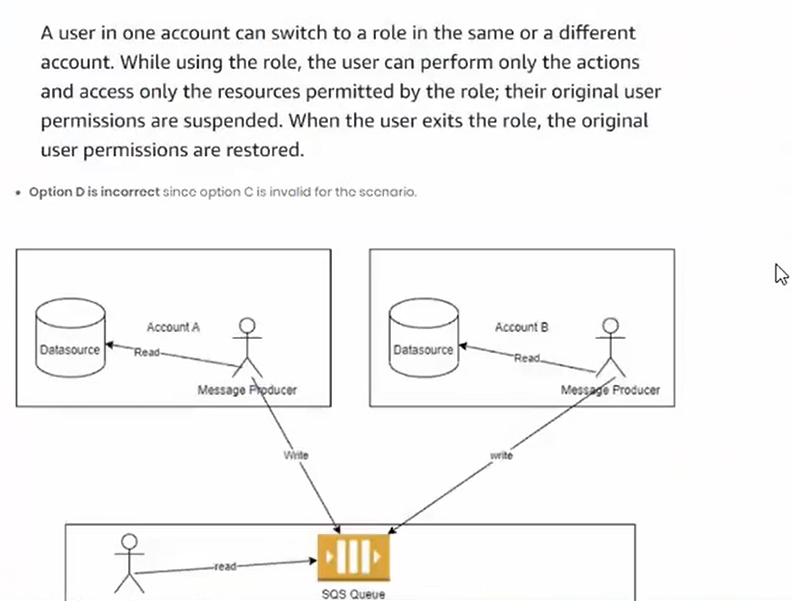 A user in one account can switch to a role in the same or a different
account. While using the role, the user can perform only the actions
and access only the resources permitted by the role; their original user
permissions are suspended. When the user exits the role, the original
user permissions are restored.
• Option D is incorrect since option C is invalid for the scenario.
Account A
Datasource
Read
Message Producer
Account B
Datasource
Read
Message Producer
Write
write
read
SQS Queue